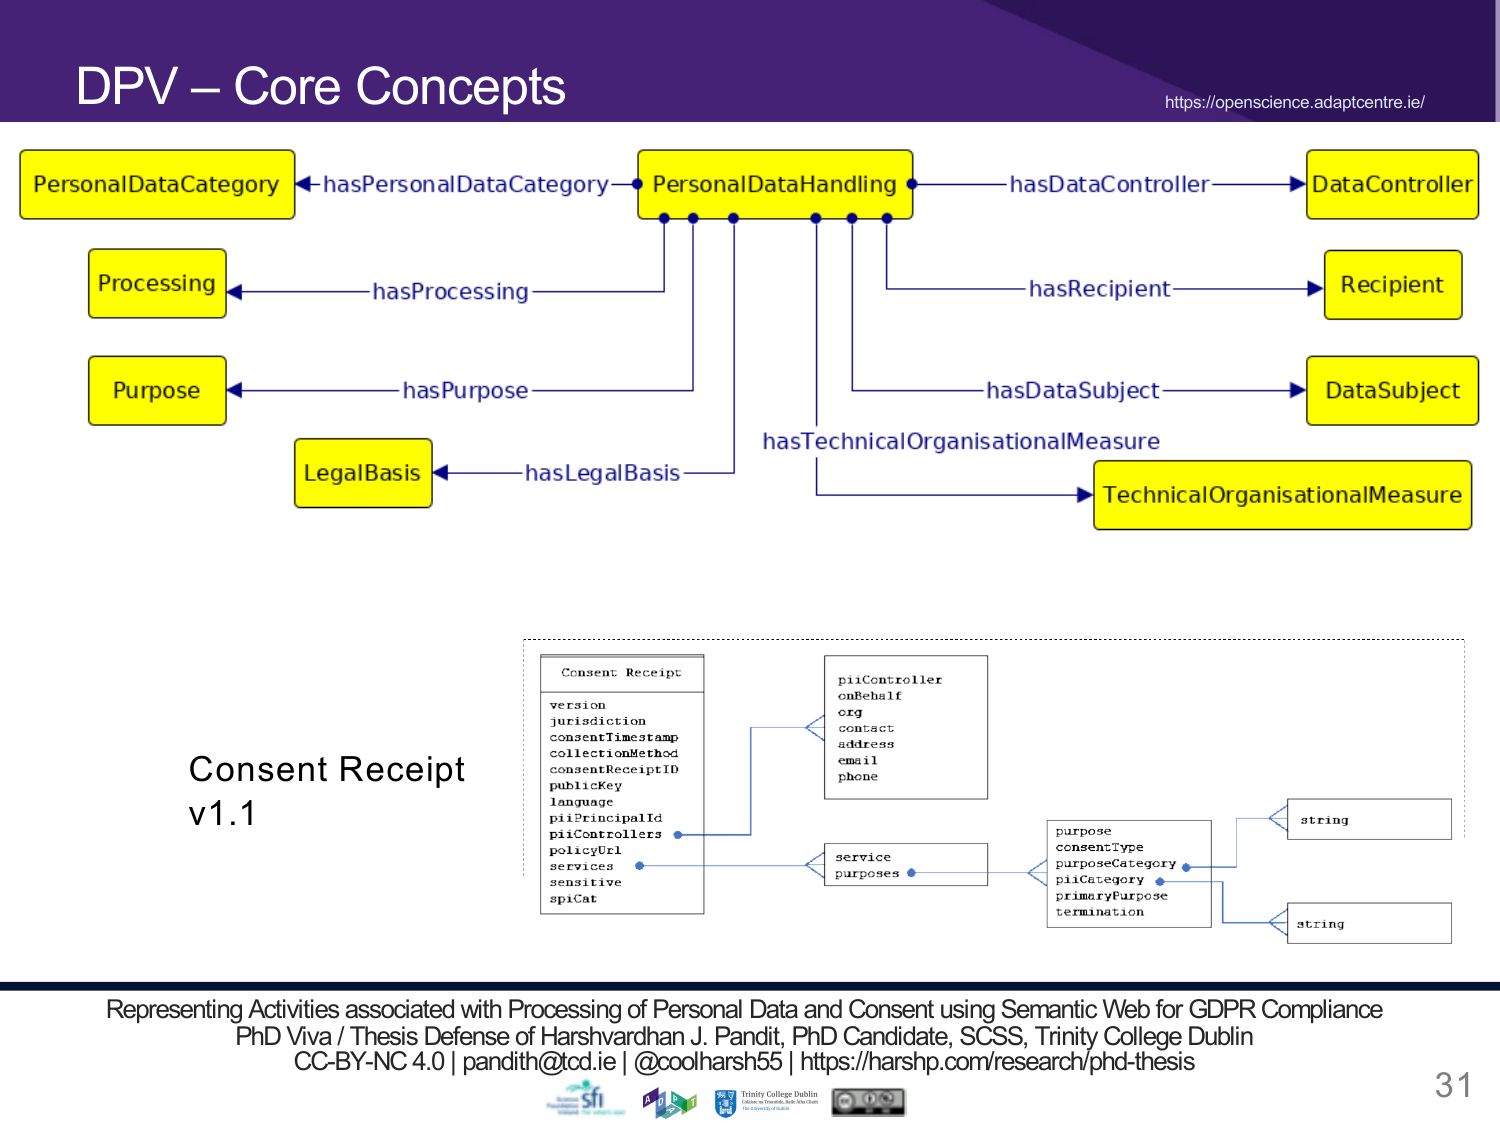 DPV – Core Concepts
https://openscience.adaptcentre.ie/
PersonalDataCategory
hasPersonalDataCategory
PersonalDataHandling
hasDataController
DataController
Processing
hasProcessing
hasRecipient
Recipient
Purpose
hasPurpose
hasDataSubject
DataSubject
hasTechnicalOrganisationalMeasure
LegalBasis
hasLegalBasis
TechnicalOrganisationalMeasure
Consent Receipt
v1.1
Consent Receipt
version
jurisdiction
consentTimestamp
collectionMethod
consentReceiptID
publicKey
language
piiPrincipalId
piiControllers
policyUrl
services
sensitive
spiCat
piiController
onBehalf
org
contact
address
email
phone
service
purposes
purpose
consentType
purposeCategory
piiCategory
primaryPurpose
termination
string
string
Representing Activities associated with Processing of Personal Data and Consent using Semantic Web for GDPR Compliance
PhD Viva / Thesis Defense of Harshvardhan J. Pandit, PhD Candidate, SCSS, Trinity College Dublin
CC-BY-NC 4.0 | pandith@tcd.ie | @coolharsh55 | https://harshp.com/research/phd-thesis
sfi
ADAPT
Trinity College Dublin
The University of Dublin
31